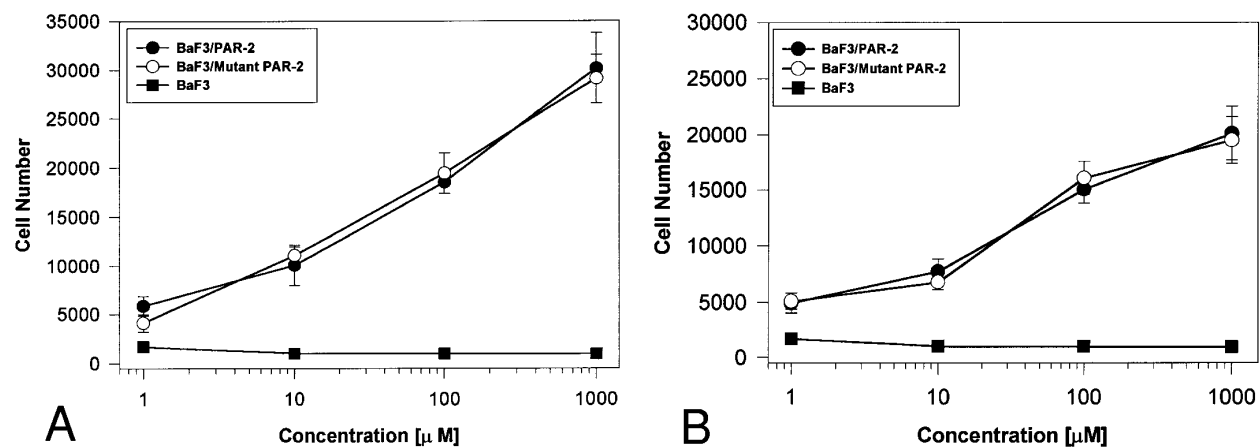 35000
30000
25000
20000
15000
10000
5000
0
Cell Number
BaF3/PAR-2
BaF3/Mutant PAR-2
BaF3
1
10
100
1000
Concentration [μ M]
A
30000
25000
20000
15000
10000
5000
0
Cell Number
BaF3/PAR-2
BaF3/Mutant PAR-2
BaF3
1
10
100
1000
Concentration [μM]
B